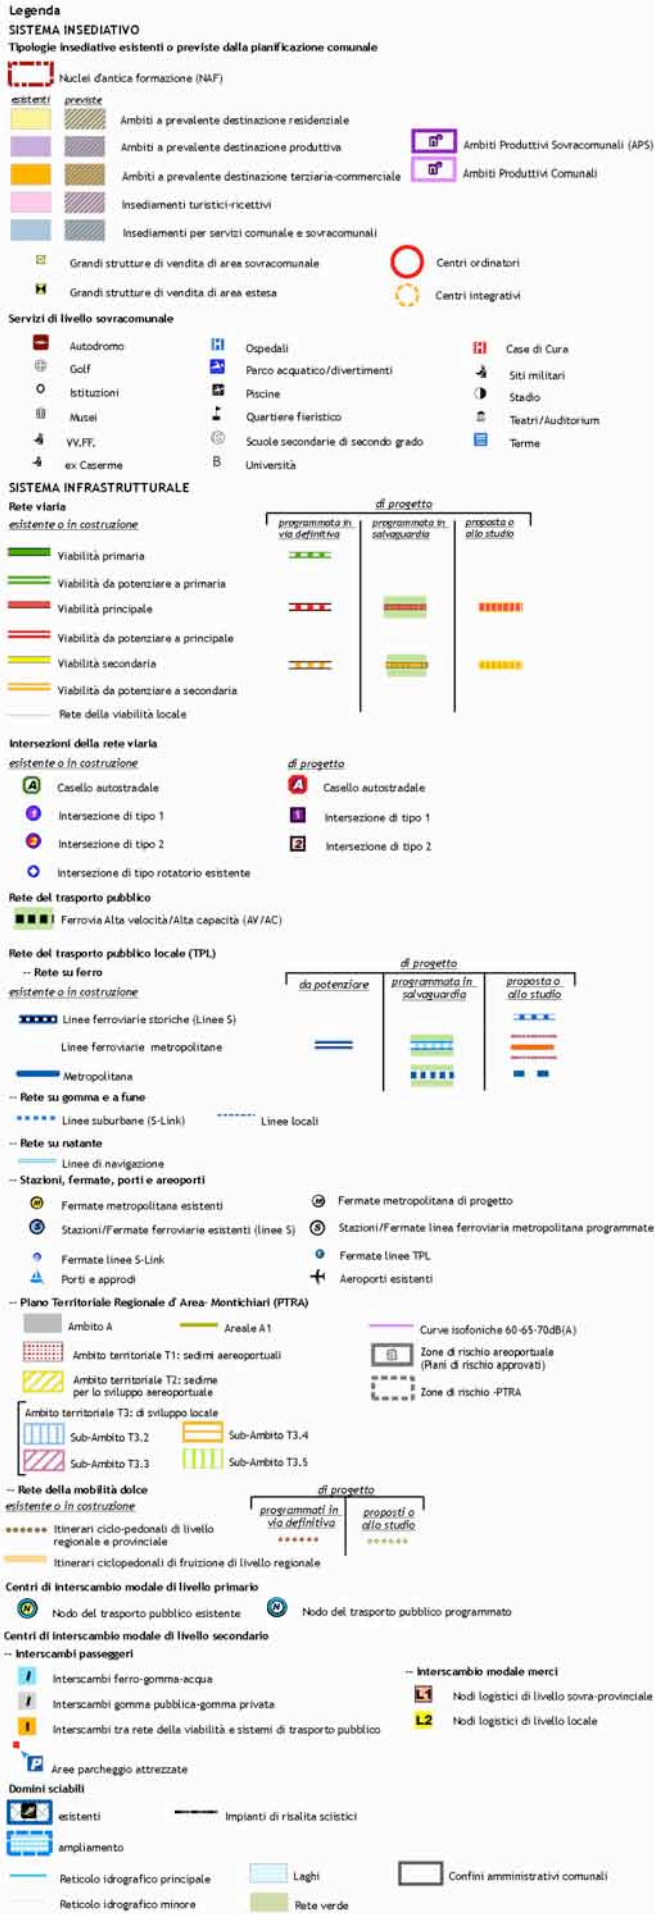 Legenda
SISTEMA INSEDIATIVO
Tipologie insediative esistenti o previste dalla pianificazione comunale
Nuclei d'antica formazione (NAF)
esistenti previste
Ambiti a prevalente destinazione residenziale
Ambiti a prevalente destinazione produttiva
Ambiti Produttivi Sovracomunali (APS)
Ambiti a prevalente destinazione terziaria-commerciale
Ambiti Produttivi Comunali
Insediamenti turistici-ricettivi
Insediamenti per servizi comunale e sovracomunali
Grandi strutture di vendita di area sovracomunale
Centri ordinatori
Grandi strutture di vendita di area estesa
Centri integrativi
Servizi di livello sovracomunale
Autodromo
Ospedali
Case di Cura
Golf
Parco acquatico/divertimenti
Siti militari
Istituzioni
Piscine
Stadio
Musei
Quartiere fieristico
Teatri/Auditorium
VV.FF.
Scuole secondarie di secondo grado
Terme
ex Caserme
B Università
SISTEMA INFRASTRUTTURALE
Rete viaria
di progetto
esistente o in costruzione
programmata in via definitiva
programmata in salvaguardia
proposta o allo studio
Viabilità primaria
Viabilità da potenziare a primaria
Viabilità principale
Viabilità da potenziare a principale
Viabilità secondaria
Viabilità da potenziare a secondaria
Rete della viabilità locale
Intersezioni della rete viaria
esistente o in costruzione
di progetto
A Casello autostradale
A Casello autostradale
1 Intersezione di tipo 1
1 Intersezione di tipo 1
2 Intersezione di tipo 2
2 Intersezione di tipo 2
Intersezione di tipo rotatorio esistente
Rete del trasporto pubblico
Ferrovia Alta velocità/Alta capacità (AV/AC)
Rete del trasporto pubblico locale (TPL)
-- Rete su ferro
di progetto
esistente o in costruzione
da potenziare
programmata in salvaguardia
proposta o allo studio
Linee ferroviarie storiche (Linee S)
Linee ferroviarie metropolitane
Metropolitana
-- Rete su gomma e a fune
Linee suburbane (S-Link)
Linee locali
-- Rete su natante
Linee di navigazione
-- Stazioni, fermate, porti e areoporti
M Fermate metropolitana esistenti
M Fermate metropolitana di progetto
S Stazioni/Fermate ferroviarie esistenti (linee S)
S Stazioni/Fermate linea ferroviaria metropolitana programmate
Fermate linee S-Link
Fermate linee TPL
Porti e approdi
Aeroporti esistenti
-- Piano Territoriale Regionale d' Area- Montichiari (PTRA)
Ambito A
Areale A1
Curve isofoniche 60-65-70dB(A)
Ambito territoriale T1: sedimi aereoportuali
Zone di rischio areoportuale
(Piani di rischio approvati)
Ambito territoriale T2: sedime
per lo sviluppo aereoportuale
Zone di rischio -PTRA
Ambito territoriale T3: di sviluppo locale
Sub-Ambito T3.2
Sub-Ambito T3.4
Sub-Ambito T3.3
Sub-Ambito T3.5
-- Rete della mobilità dolce
di progetto
esistente o in costruzione
programmati in via definitiva
proposti o allo studio
Itinerari ciclo-pedonali di livello
regionale e provinciale
Itinerari ciclopedonali di fruizione di livello regionale
Centri di interscambio modale di livello primario
N Nodo del trasporto pubblico esistente
N Nodo del trasporto pubblico programmato
Centri di interscambio modale di livello secondario
-- Interscambi passeggeri
-- Interscambio modale merci
I Interscambi ferro-gomma-acqua
L1 Nodi logistici di livello sovra-provinciale
I Interscambi gomma pubblica-gomma privata
L2 Nodi logistici di livello locale
I Interscambi tra rete della viabilità e sistemi di trasporto pubblico
P Aree parcheggio attrezzate
Domini sciabili
esistenti
Impianti di risalita sciistici
ampliamento
Reticolo idrografico principale
Laghi
Confini amministrativi comunali
Reticolo idrografico minore
Rete verde